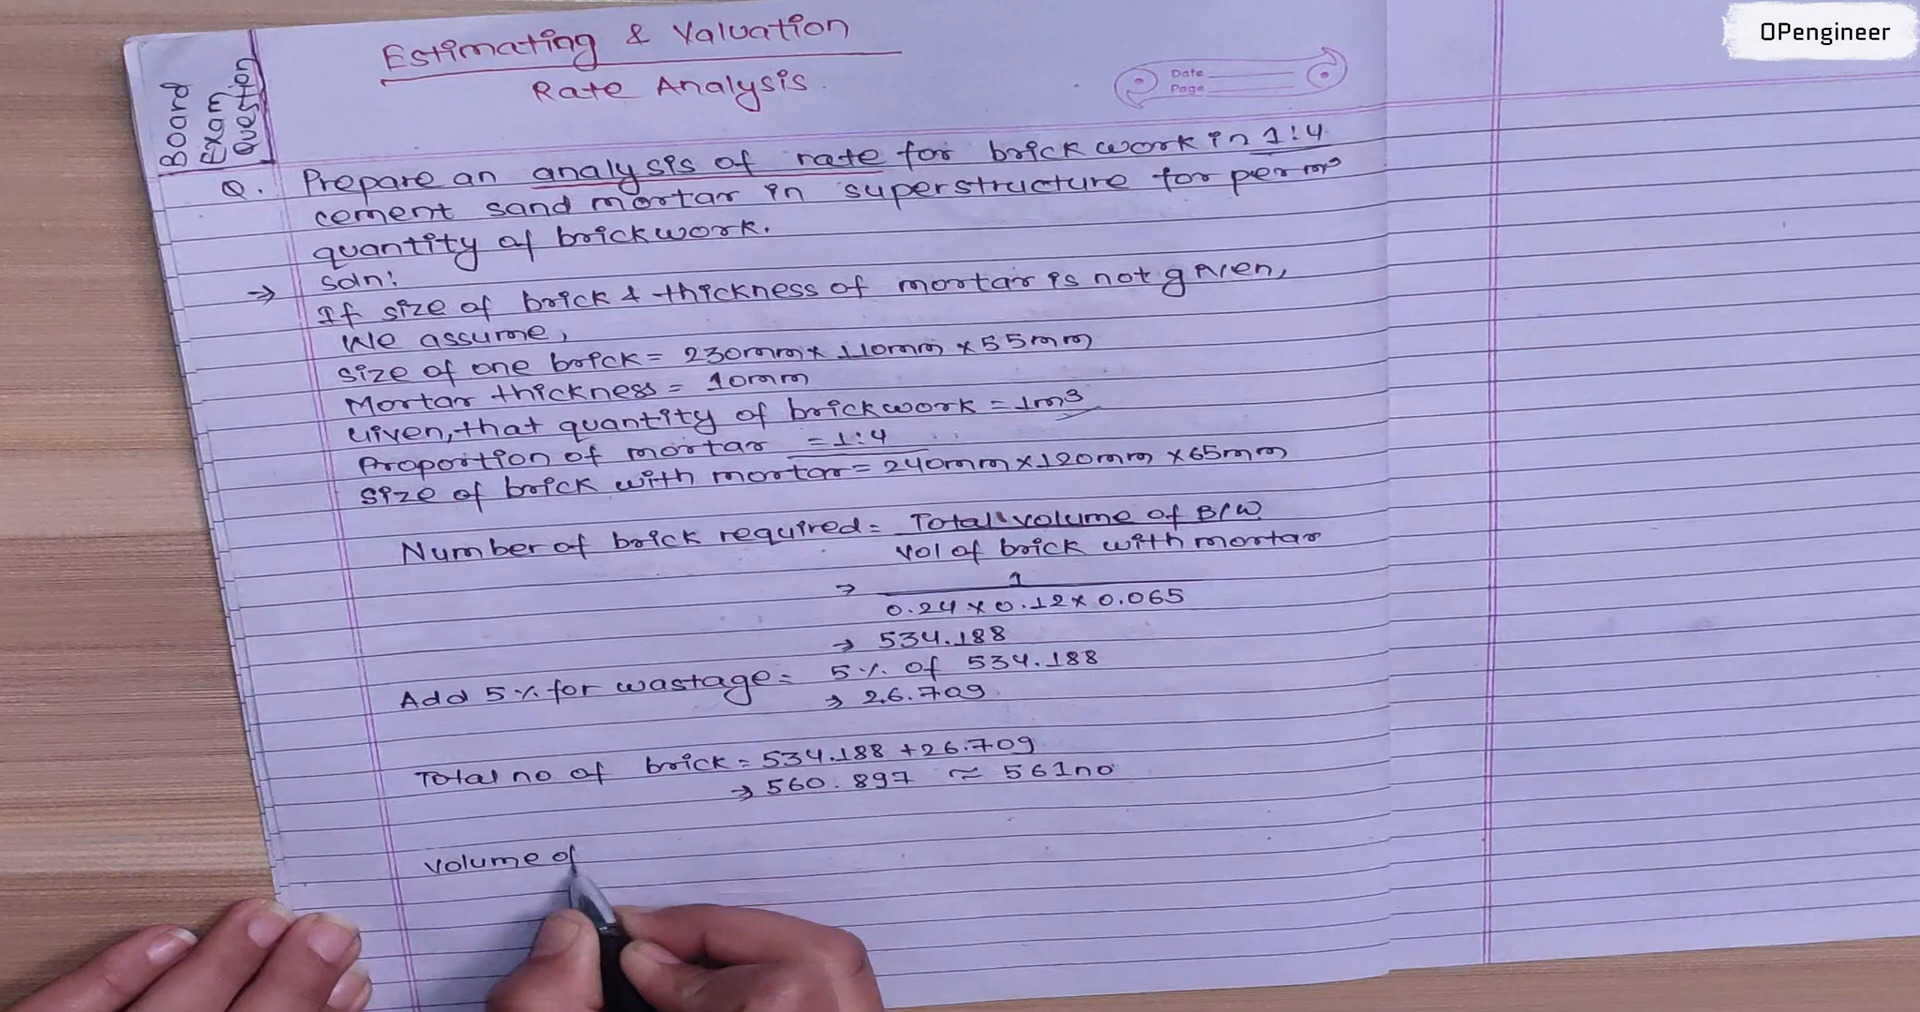 OPengineer
Estimating & Valuation
Rate Analysis
Date
Page
Board
Exam
Question
Q. Prepare an analysis of rate for brickwork in 1:4
cement sand mortar in superstructure for per m³
quantity of brickwork.
⇒ Soln:
If size of brick & thickness of mortar is not given,
We assume,
Size of one brick = 230mm × 110mm × 55mm
Mortar thickness = 10mm
Given, that quantity of brickwork = 1m³
Proportion of mortar = 1:4
Size of brick with mortar = 240mm × 120mm × 65mm
Number of brick required = Total volume of B/W
Vol of brick with mortar
→ 1
0.24 × 0.12 × 0.065
→ 534.188
Add 5% for wastage = 5% of 534.188
→ 26.709
Total no of brick = 534.188 + 26.709
→ 560.897 ≈ 561no
Volume of